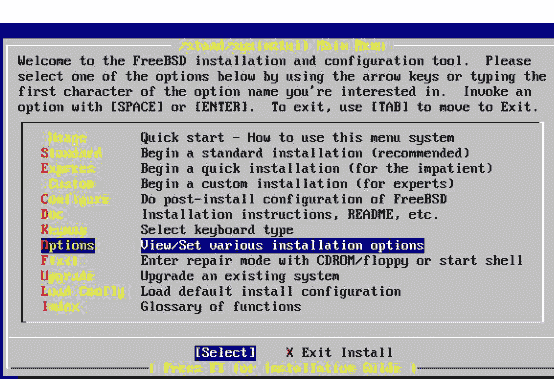 /stand/sysinstall Main Menu
Welcome to the FreeBSD installation and configuration tool.  Please
select one of the options below by using the arrow keys or typing the
first character of the option name you're interested in.  Invoke an
option with [SPACE] or [ENTER].  To exit, use [TAB] to move to Exit.
Usage Quick start - How to use this menu system
Standard Begin a standard installation (recommended)
Express Begin a quick installation (for the impatient)
Custom Begin a custom installation (for experts)
Configure Do post-install configuration of FreeBSD
Doc Installation instructions, README, etc.
Keymap Select keyboard type
Options View/Set various installation options
Fixit Enter repair mode with CDROM/floppy or start shell
Upgrade Upgrade an existing system
Load Config Load default install configuration
Index Glossary of functions
[Select] X Exit Install
[ Press F1 for Installation Guide ]